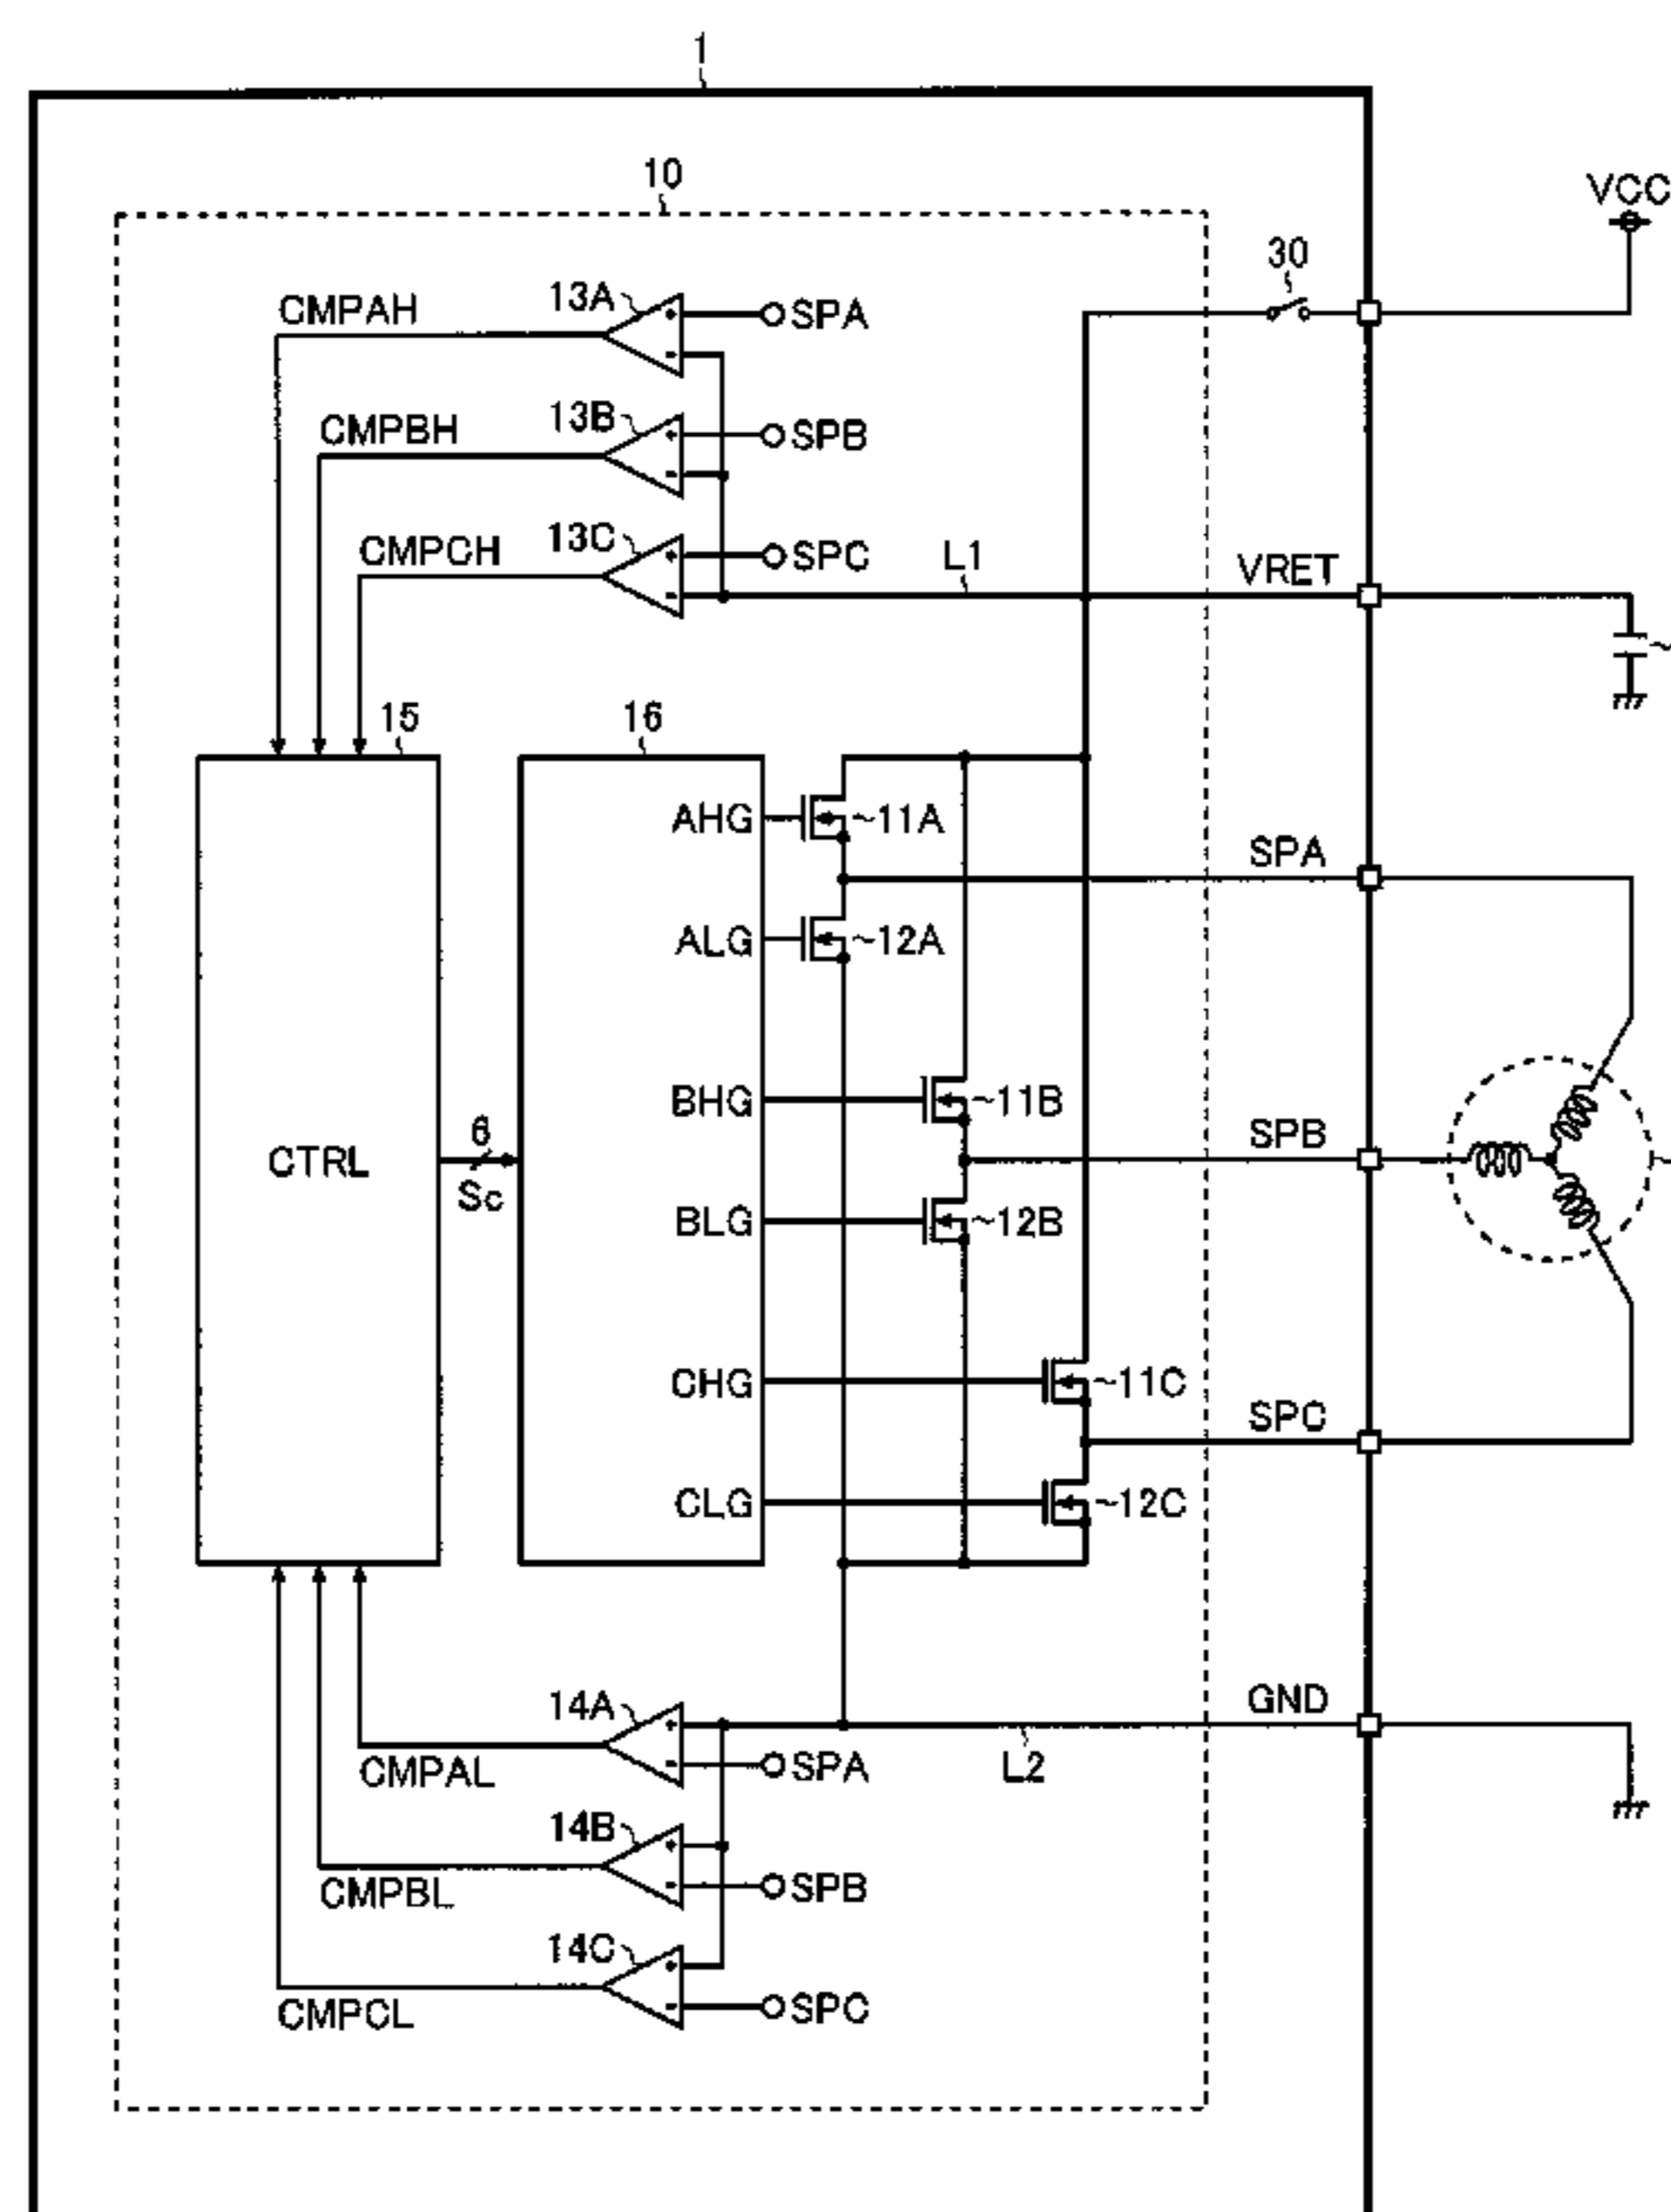 1
10
VCC
30
CMPAH
13A
+
SPA
-
CMPBH
13B
+
SPB
-
CMPCH
13C
+
SPC
-
L1
VRET
15
16
CTRL
6
Sc
AHG
11A
SPA
ALG
12A
BHG
11B
SPB
BLG
12B
CHG
11C
SPC
CLG
12C
14A
+
GND
-
SPA
L2
CMPAL
14B
+
-
SPB
CMPBL
14C
+
-
SPC
CMPCL